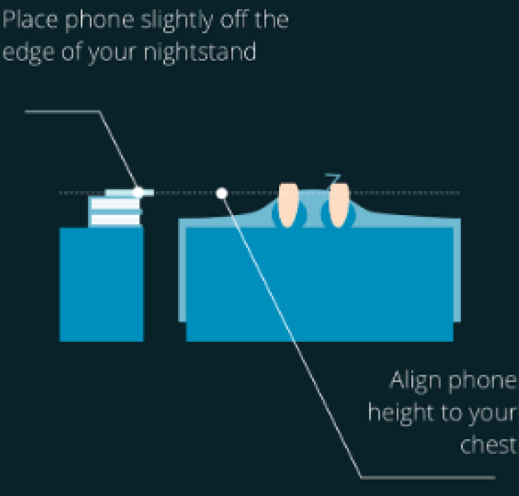 Place phone slightly off the
edge of your nightstand
Z
Align phone
height to your
chest